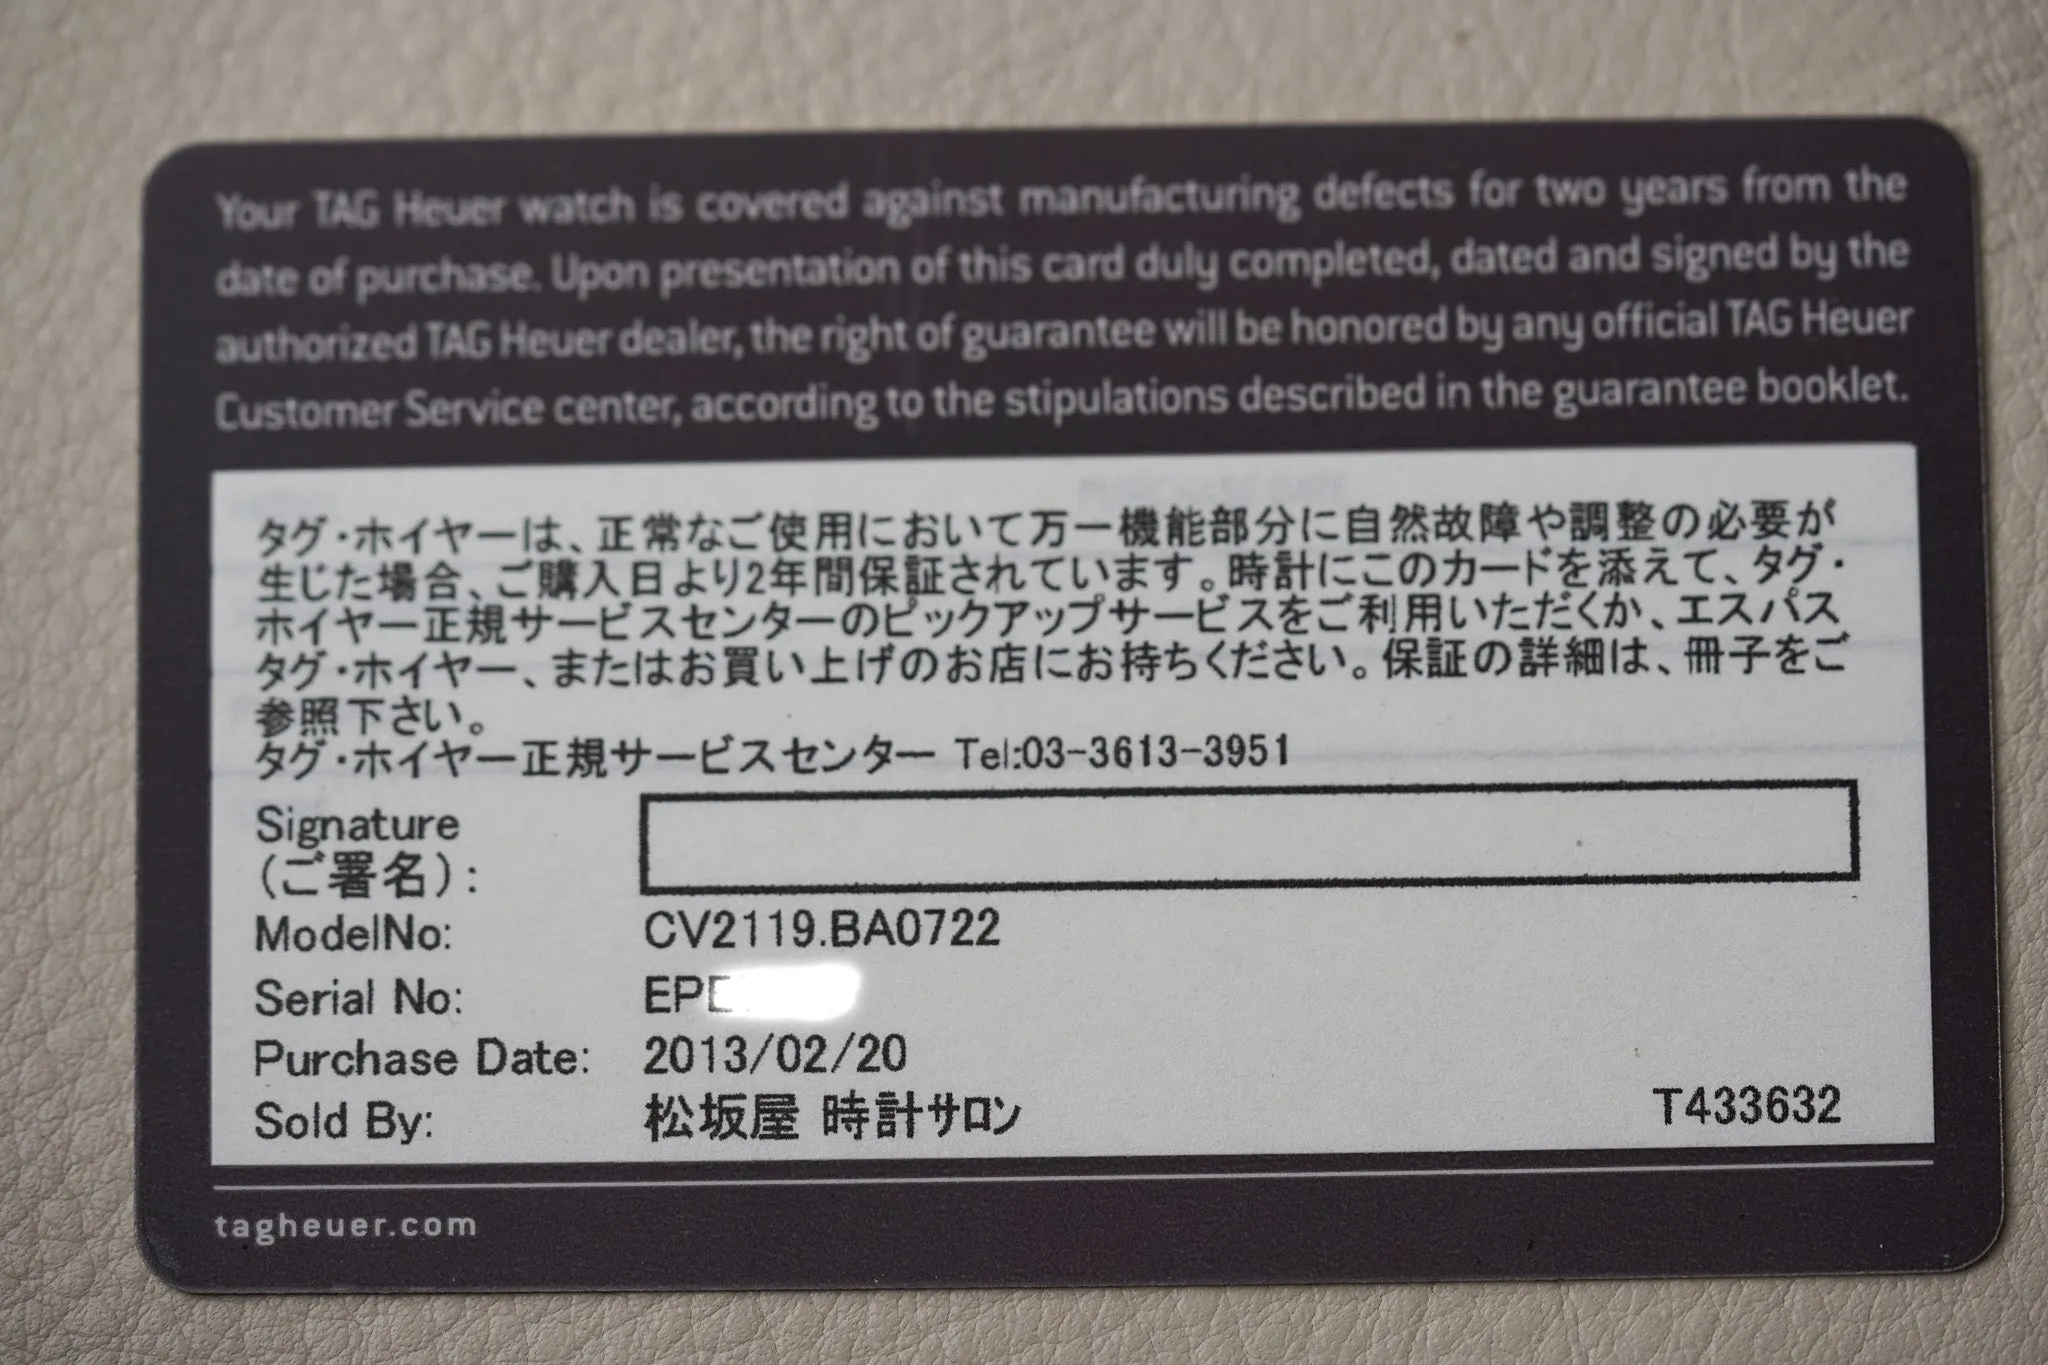 Your TAG Heuer watch is covered against manufacturing defects for two years from the
date of purchase. Upon presentation of this card duly completed, dated and signed by the
authorized TAG Heuer dealer, the right of guarantee will be honored by any official TAG Heuer
Customer Service center, according to the stipulations described in the guarantee booklet.
タグ・ホイヤーは、正常なご使用において万一機能部分に自然故障や調整の必要が
生じた場合、ご購入日より2年間保証されています。時計にこのカードを添えて、タグ・
ホイヤー正規サービスセンターのピックアップサービスをご利用いただくか、エスパス
タグ・ホイヤー、またはお買い上げのお店にお持ちください。保証の詳細は、冊子をご
参照下さい。
タグ・ホイヤー正規サービスセンター Tel:03-3613-3951
Signature
(ご署名):
ModelNo: CV2119.BA0722
Serial No:
Purchase Date: 2013/02/20
Sold By: 松坂屋 時計サロン T433632
tagheuer.com